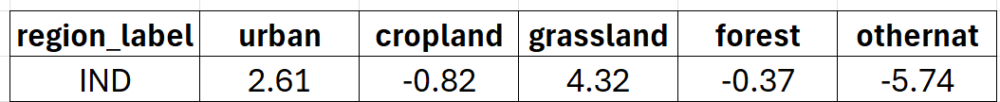 region_label urban cropland grassland forest othernat
IND 2.61 -0.82 4.32 -0.37 -5.74